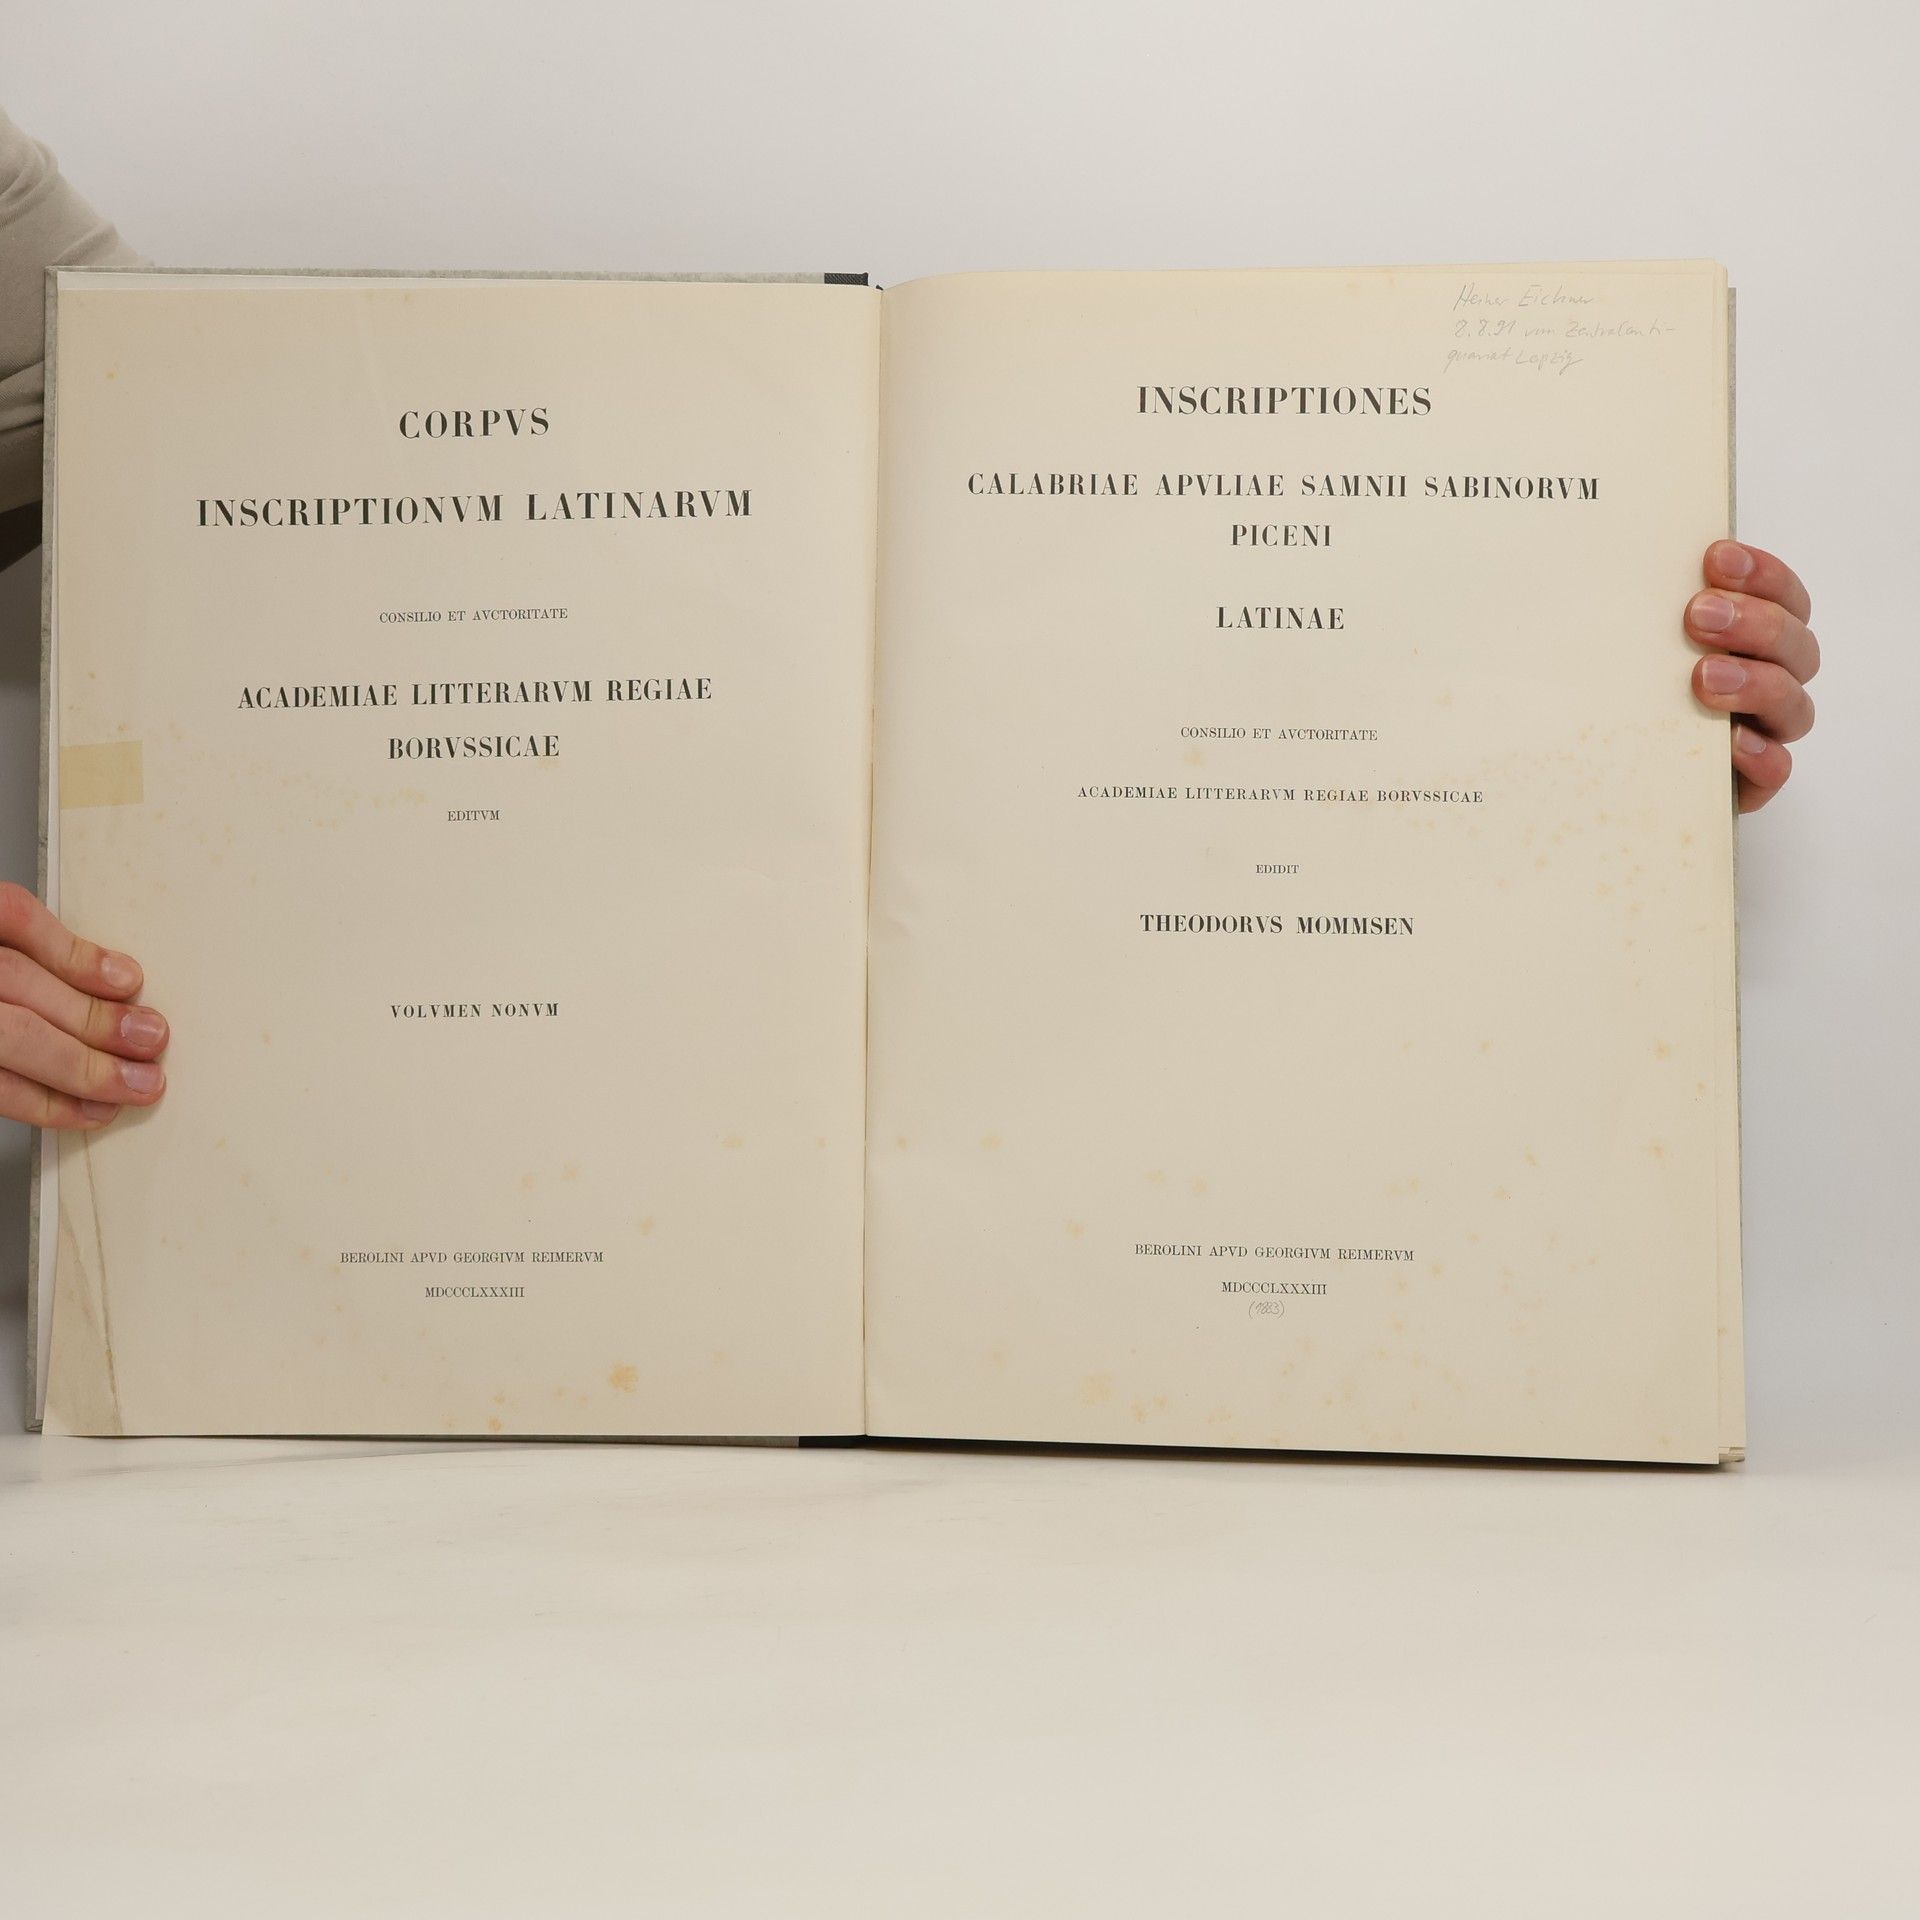 CORPVS
INSCRIPTIONVM LATINARVM
CONSILIO ET AVCTORITATE
ACADEMIAE LITTERARVM REGIAE
BORVSSICAE
EDITVM
VOLVMEN NONVM
BEROLINI APVD GEORGIVM REIMERVM
MDCCCLXXXIII
Heiner Eichner
8.8.91 vom Zentralanti-
quariat Leipzig
INSCRIPTIONES
CALABRIAE APVLIAE SAMNII SABINORVM
PICENI
LATINAE
CONSILIO ET AVCTORITATE
ACADEMIAE LITTERARVM REGIAE BORVSSICAE
EDIDIT
THEODORVS MOMMSEN
BEROLINI APVD GEORGIVM REIMERVM
MDCCCLXXXIII
(1883)